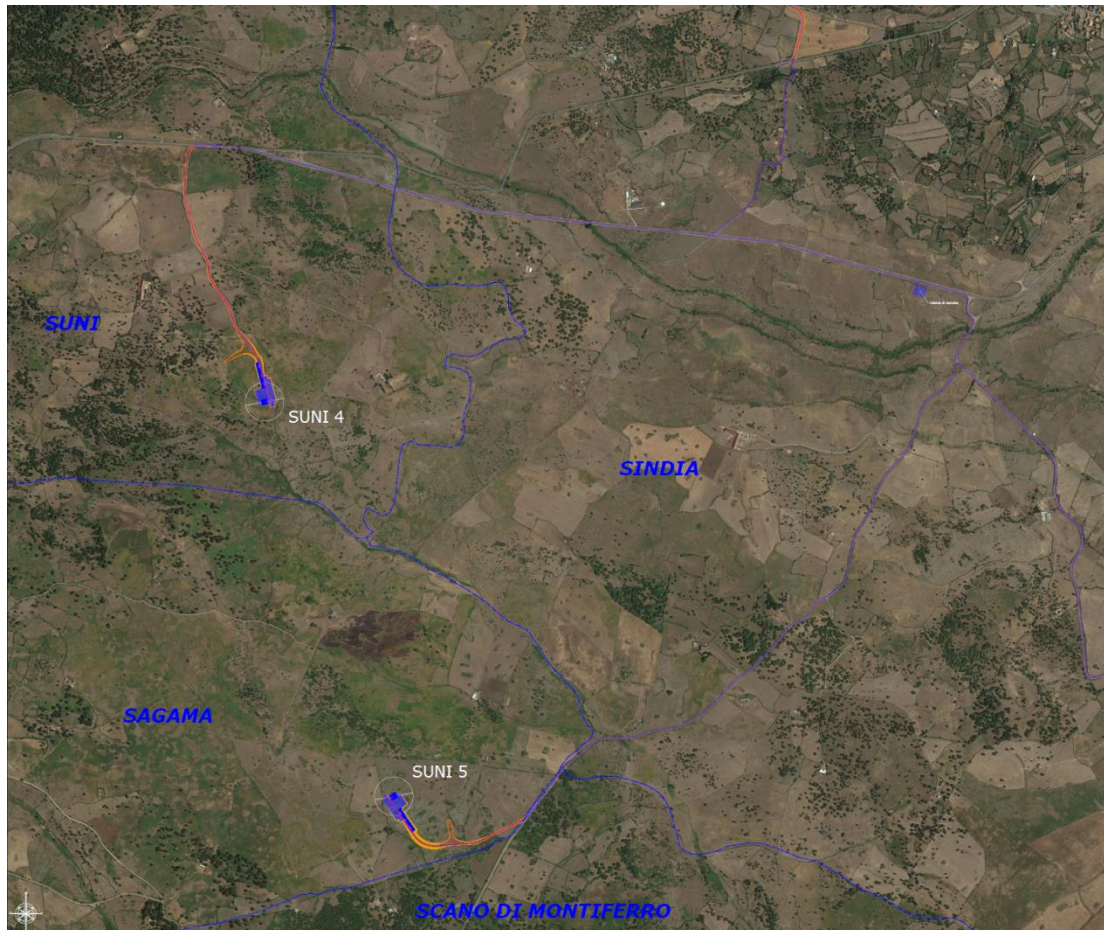 SUNI
SUNI 4
SINDIA
SAGAMA
SUNI 5
SCANO DI MONTIFERRO